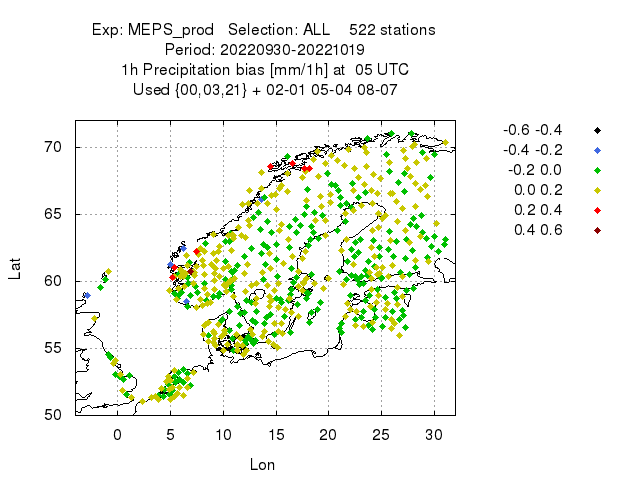 Exp: MEPS_prod   Selection: ALL    522 stations
Period: 20220930-20221019
1h Precipitation bias [mm/1h] at  05 UTC
Used {00,03,21} + 02-01 05-04 08-07
-0.6 -0.4
-0.4 -0.2
-0.2 0.0
0.0 0.2
0.2 0.4
0.4 0.6
70
65
60
55
50
Lat
0 5 10 15 20 25 30
Lon